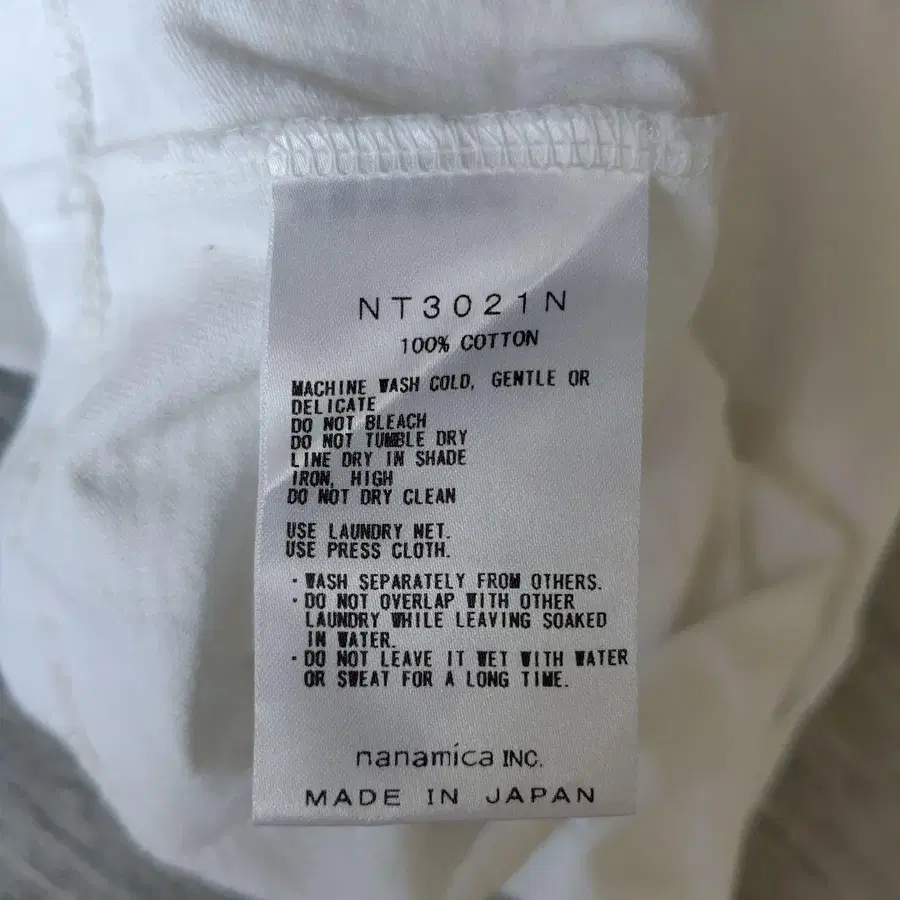 NT3021N
100% COTTON
MACHINE WASH COLD, GENTLE OR
DELICATE
DO NOT BLEACH
DO NOT TUMBLE DRY
LINE DRY IN SHADE
IRON, HIGH
DO NOT DRY CLEAN
USE LAUNDRY NET.
USE PRESS CLOTH.
・WASH SEPARATELY FROM OTHERS.
・DO NOT OVERLAP WITH OTHER
LAUNDRY WHILE LEAVING SOAKED
IN WATER.
・DO NOT LEAVE IT WET WITH WATER
OR SWEAT FOR A LONG TIME.
nanamica INC.
MADE IN JAPAN